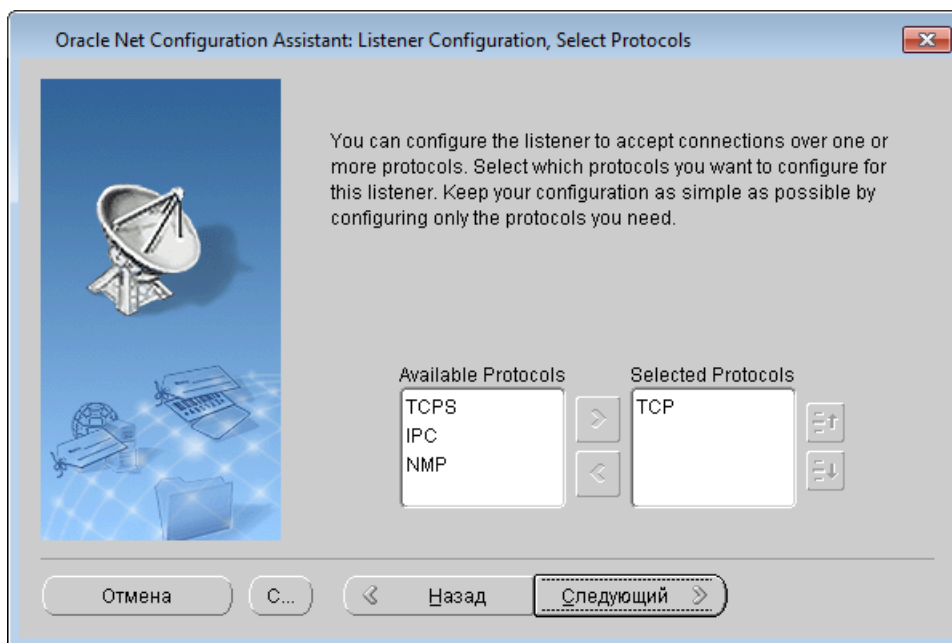 Oracle Net Configuration Assistant: Listener Configuration, Select Protocols
You can configure the listener to accept connections over one or
more protocols. Select which protocols you want to configure for
this listener. Keep your configuration as simple as possible by
configuring only the protocols you need.
Available Protocols
Selected Protocols
TCPS
IPC
NMP
TCP
Отмена
С...
Назад
Следующий